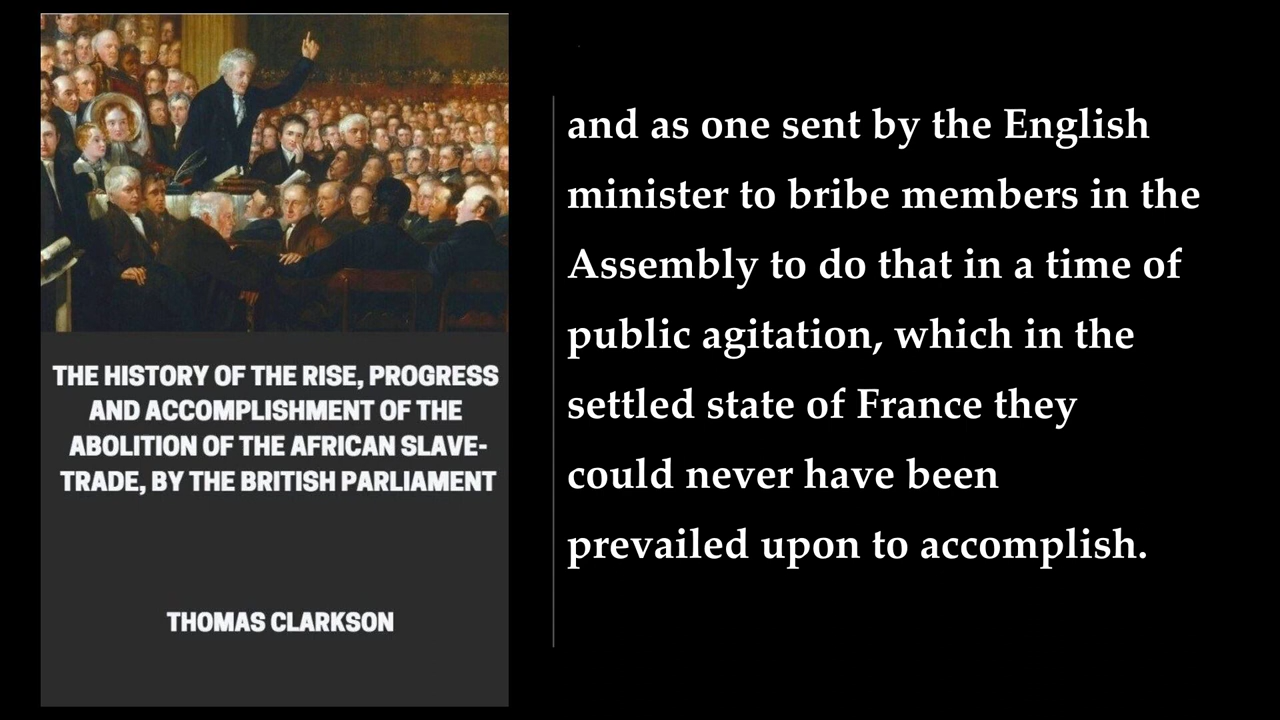 THE HISTORY OF THE RISE, PROGRESS
AND ACCOMPLISHMENT OF THE
ABOLITION OF THE AFRICAN SLAVE-
TRADE, BY THE BRITISH PARLIAMENT
THOMAS CLARKSON
and as one sent by the English
minister to bribe members in the
Assembly to do that in a time of
public agitation, which in the
settled state of France they
could never have been
prevailed upon to accomplish.